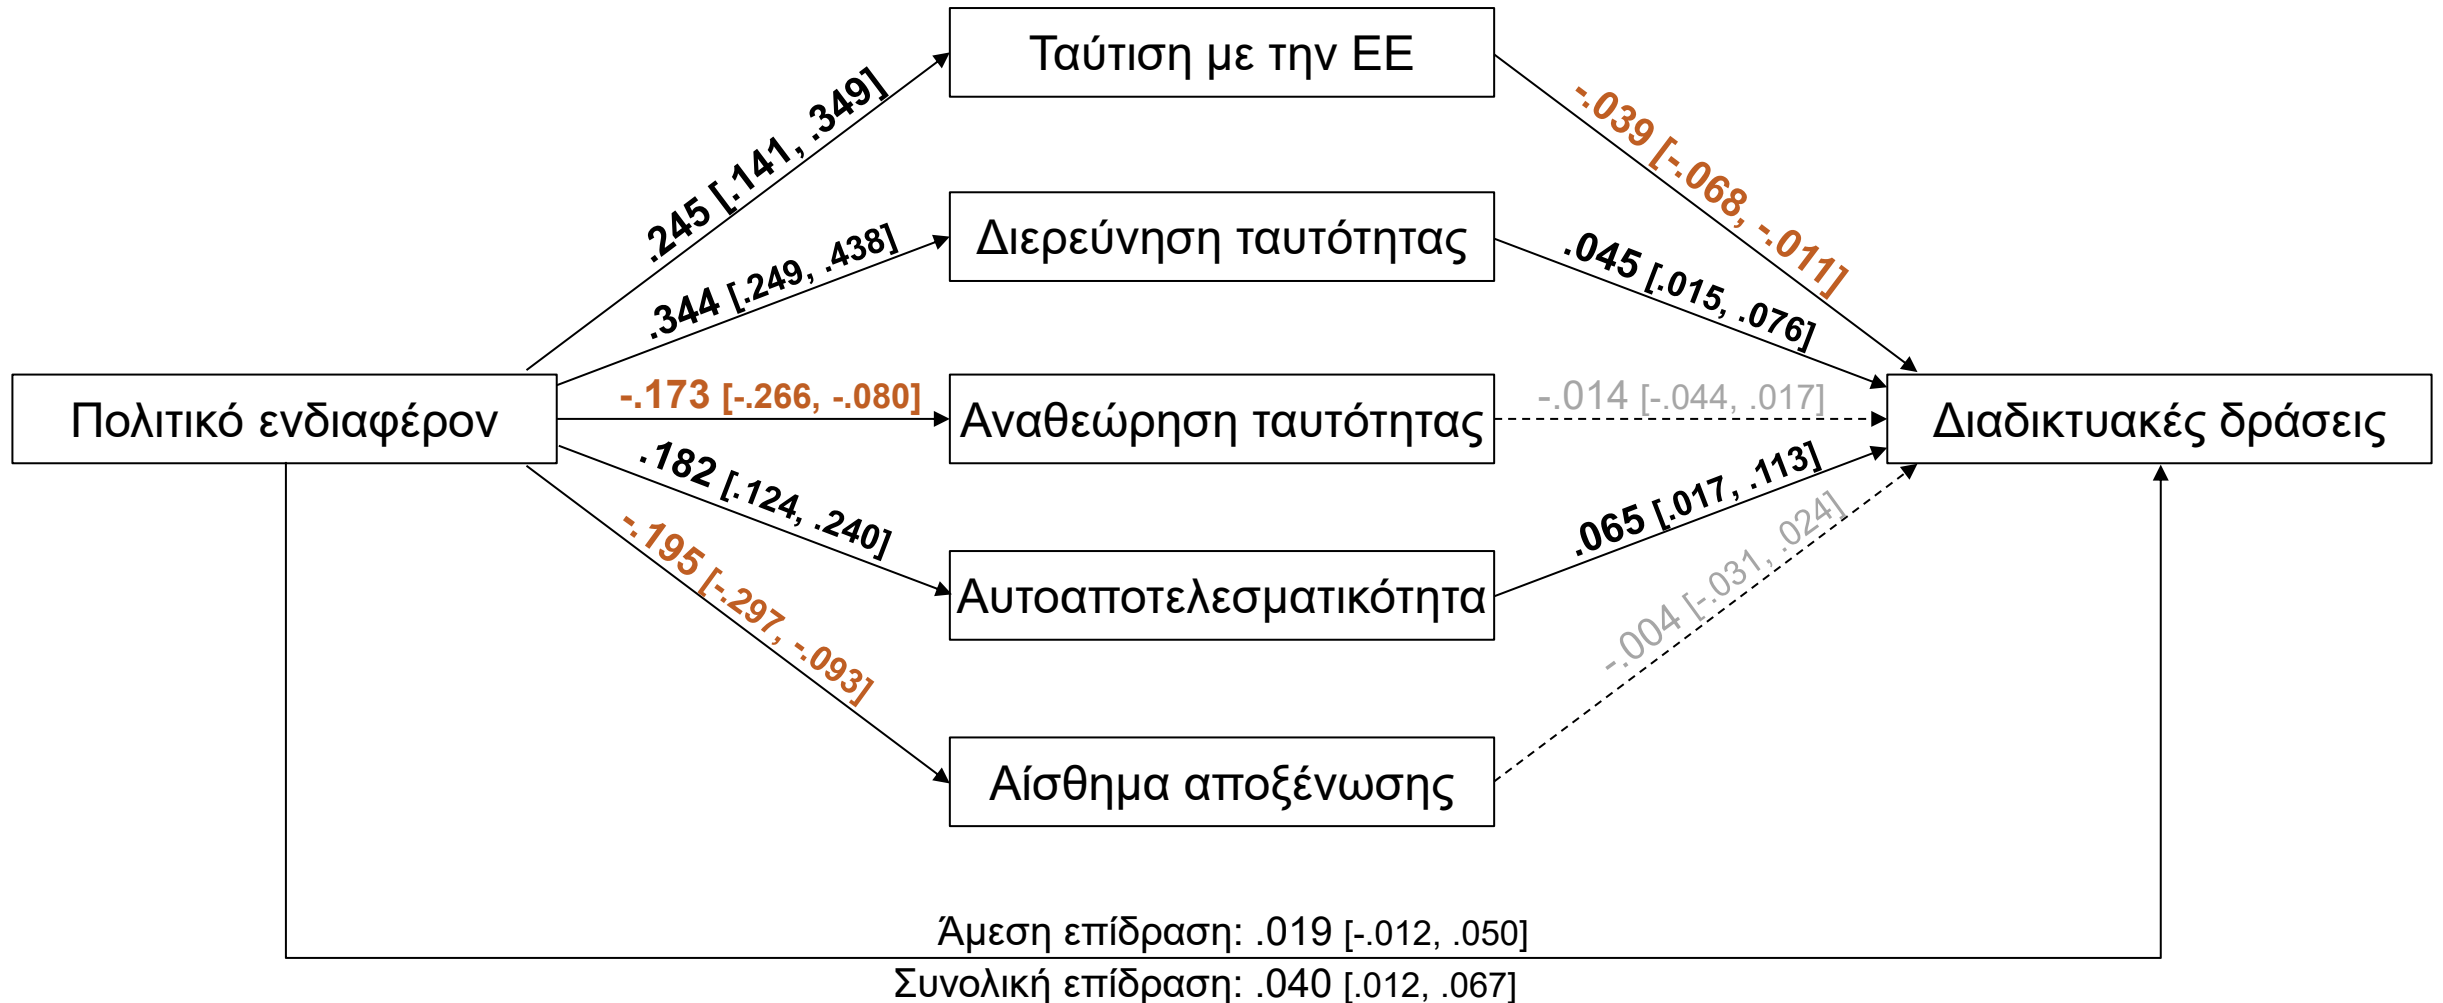 Ταύτιση με την ΕΕ
.245 [.141, .349]
-.039 [-.068, -.011]
Διερεύνηση ταυτότητας
.344 [.249, .438]
.045 [.015, .076]
Πολιτικό ενδιαφέρον
-.173 [-.266, -.080]
Αναθεώρηση ταυτότητας
-.014 [-.044, .017]
Διαδικτυακές δράσεις
.182 [.124, .240]
Αυτοαποτελεσματικότητα
.065 [.017, .113]
-.195 [-.297, -.093]
Αίσθημα αποξένωσης
-.004 [-.031, .024]
Άμεση επίδραση: .019 [-.012, .050]
Συνολική επίδραση: .040 [.012, .067]